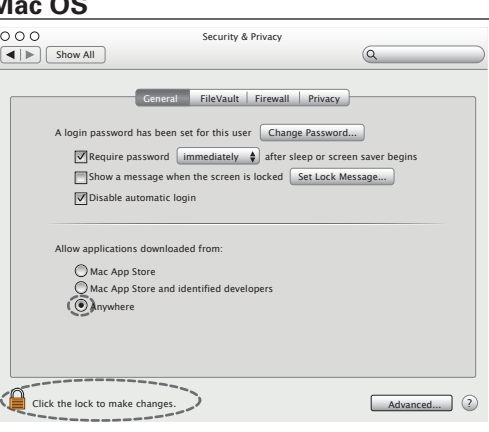 Mac OS
Security & Privacy
Show All
General FileVault Firewall Privacy
A login password has been set for this user Change Password...
Require password immediately after sleep or screen saver begins
Show a message when the screen is locked Set Lock Message...
Disable automatic login
Allow applications downloaded from:
Mac App Store
Mac App Store and identified developers
Anywhere
Click the lock to make changes.
Advanced... ?